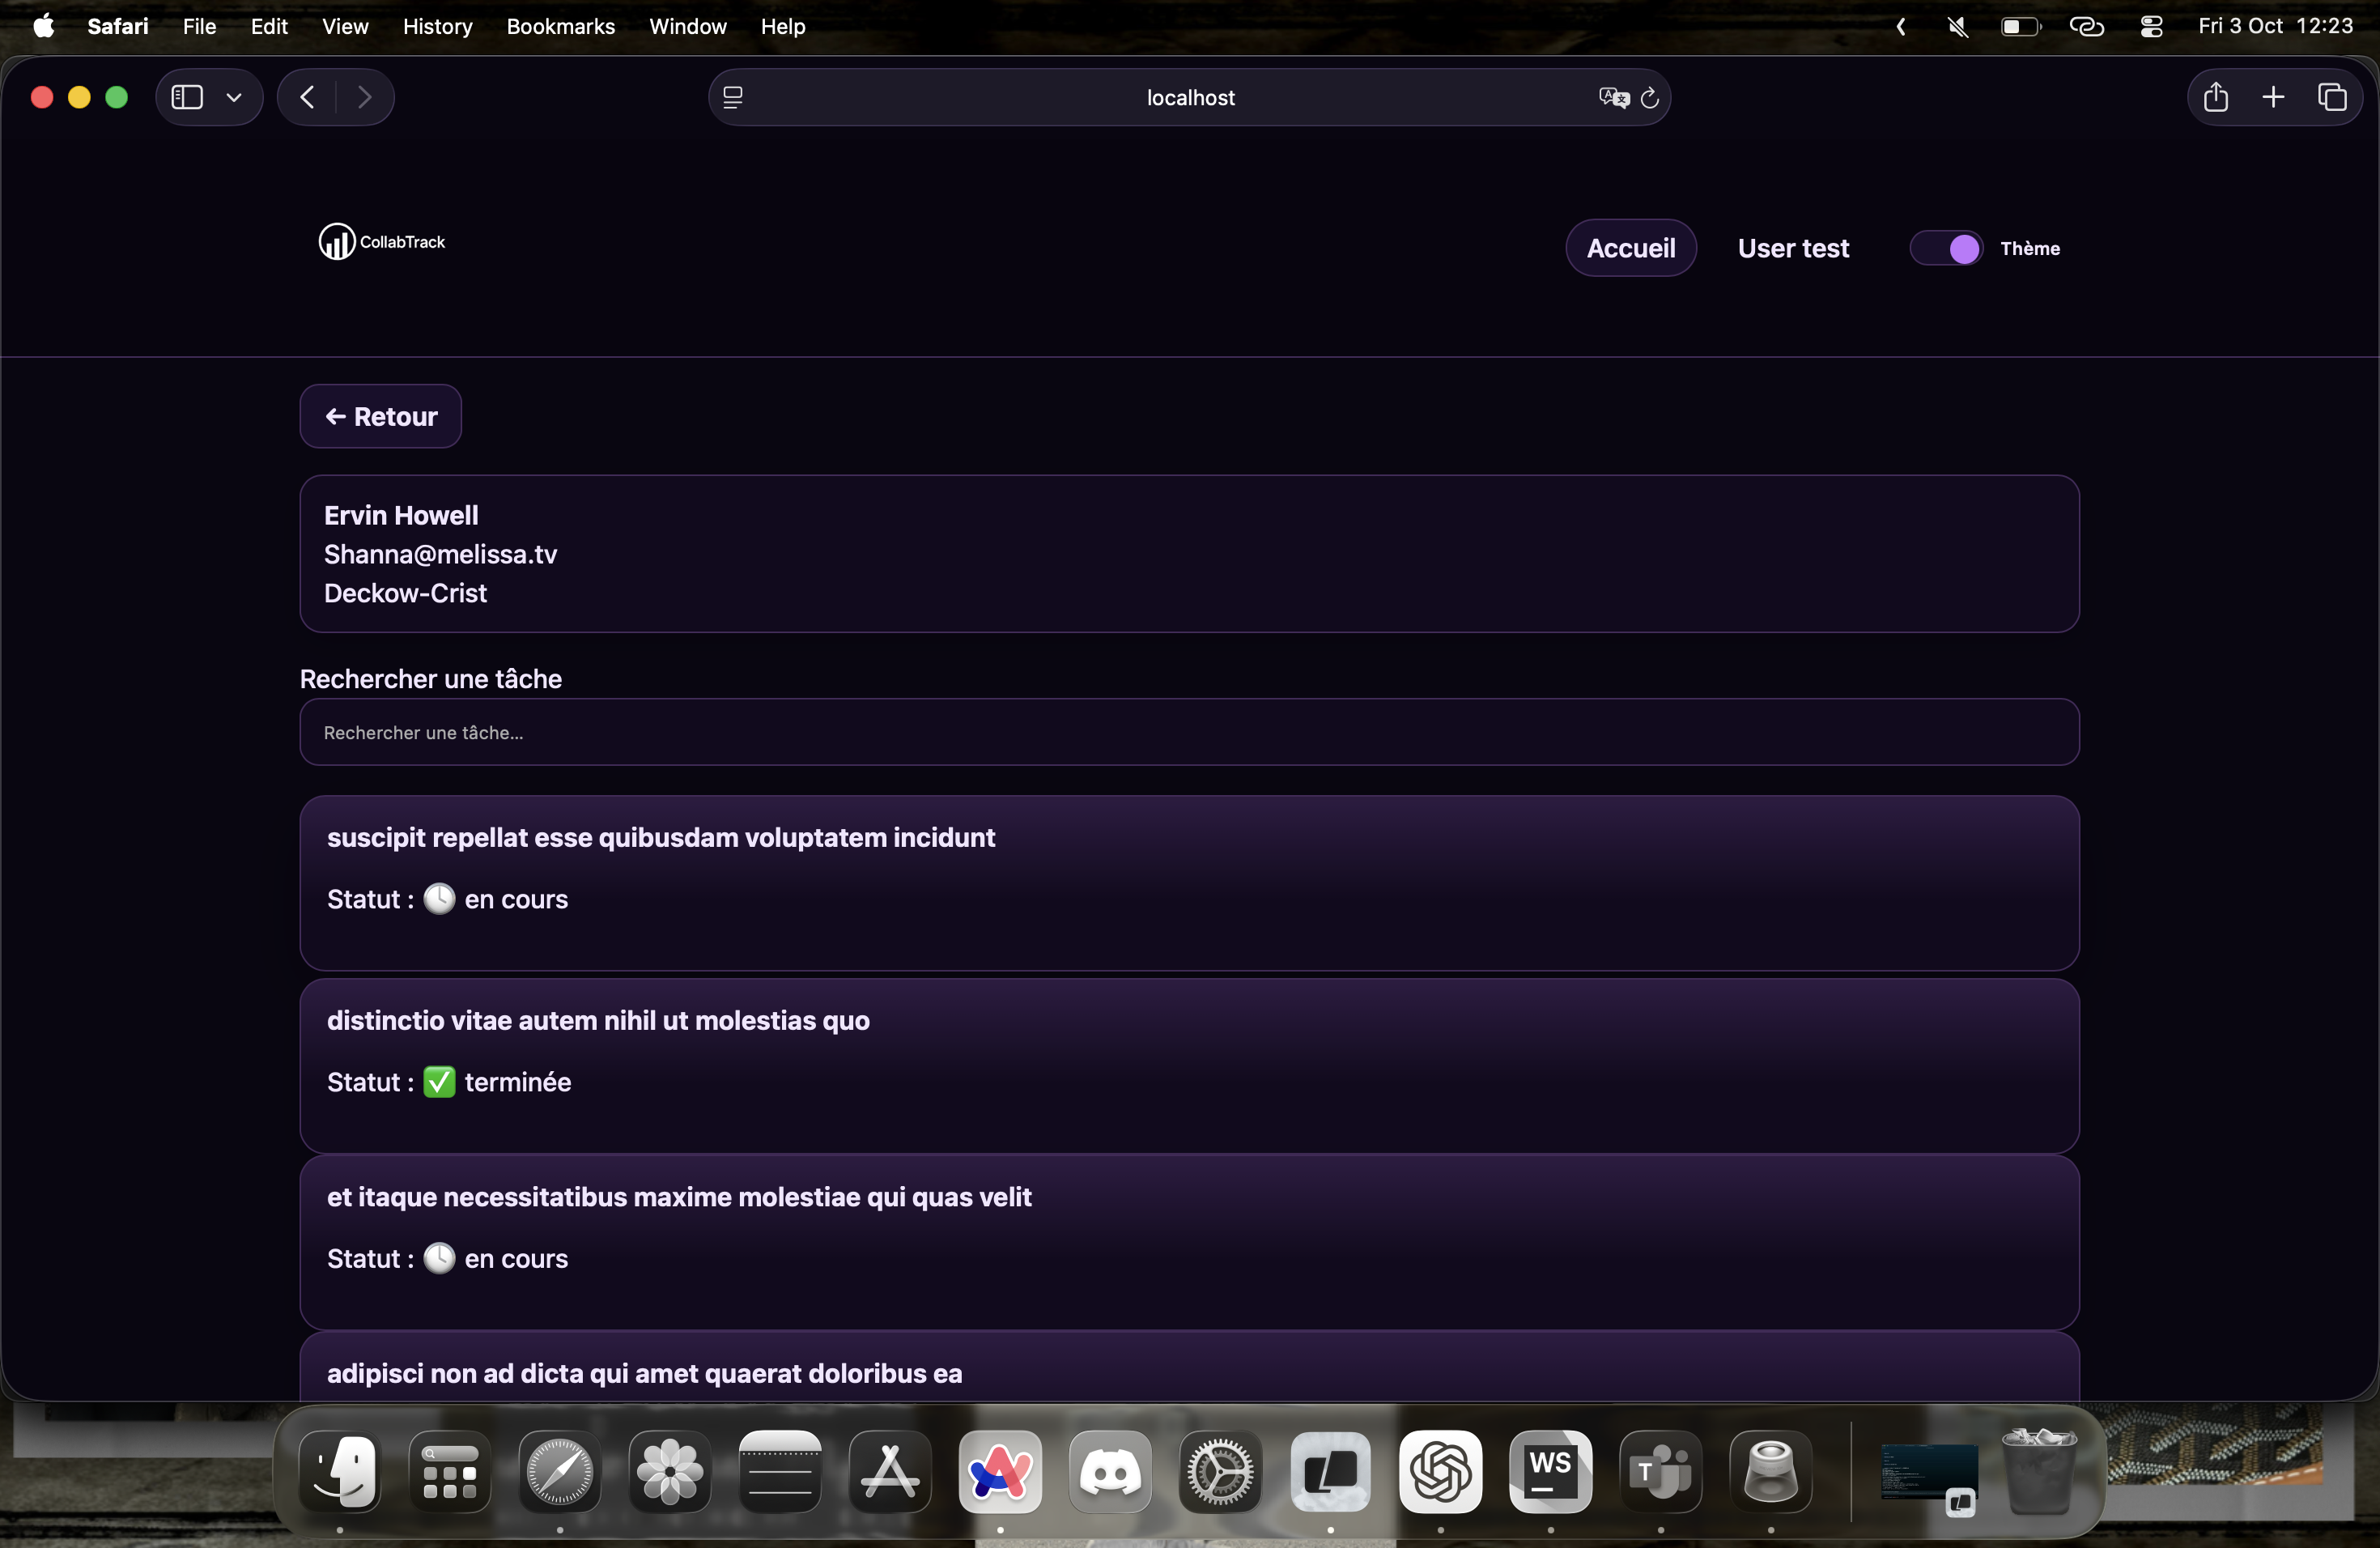 Safari File Edit View History Bookmarks Window Help Fri 3 Oct 12:23
localhost
CollabTrack Accueil User test Thème
← Retour
Ervin Howell
Shanna@melissa.tv
Deckow-Crist
Rechercher une tâche
Rechercher une tâche...
suscipit repellat esse quibusdam voluptatem incidunt
Statut : 🕓 en cours
distinctio vitae autem nihil ut molestias quo
Statut : ✅ terminée
et itaque necessitatibus maxime molestiae qui quas velit
Statut : 🕓 en cours
adipisci non ad dicta qui amet quaerat doloribus ea
WS
T